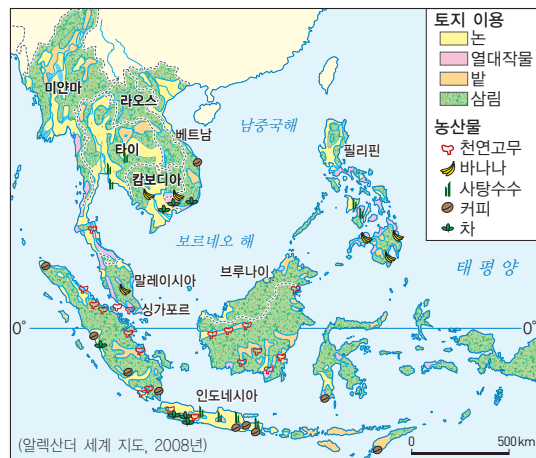 토지 이용
논
열대작물
밭
삼림
농산물
천연고무
바나나
사탕수수
커피
차
미얀마
라오스
베트남
타이
캄보디아
남중국해
필리핀
보르네오 해
브루나이
말레이시아
싱가포르
태평양
0°
0°
인도네시아
(알렉산더 세계 지도, 2008년)
0 500km